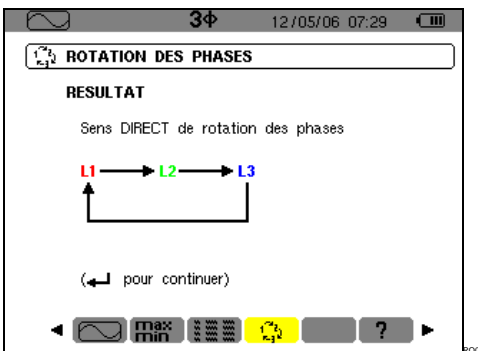 3Φ 12/05/06 07:29
ROTATION DES PHASES
RESULTAT
Sens DIRECT de rotation des phases
L1 L2 L3
(↵ pour continuer)
max
min
?